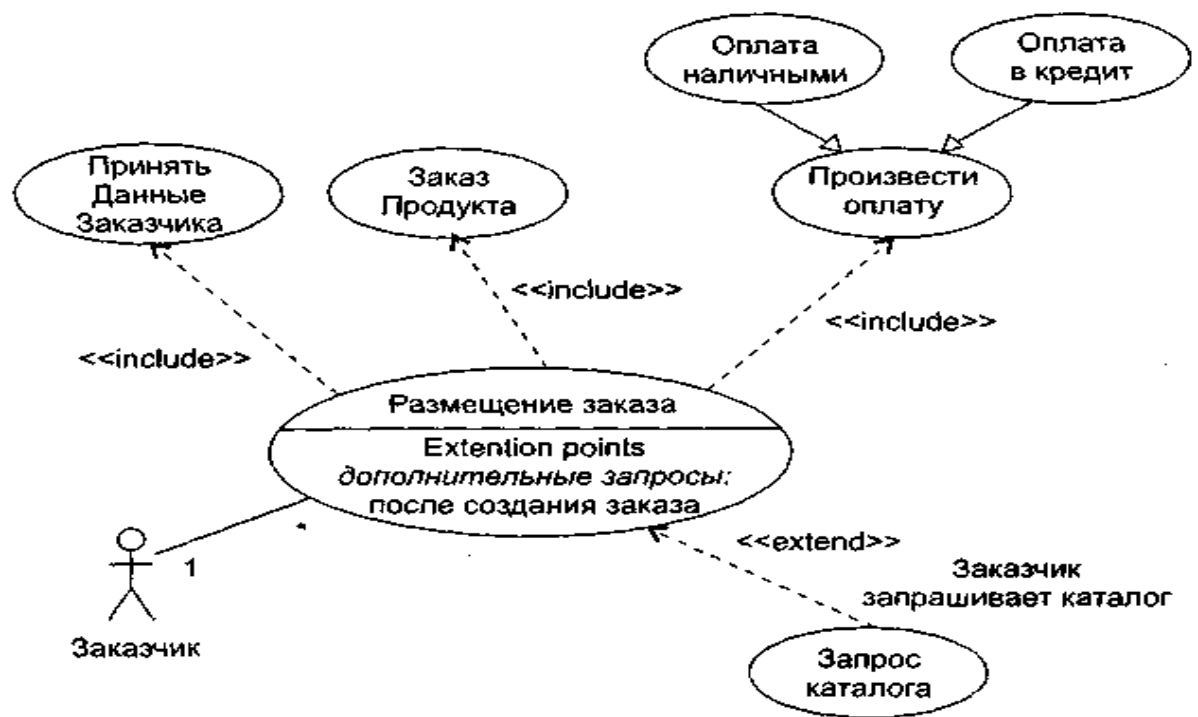 Оплата
наличными
Оплата
в кредит
Принять
Данные
Заказчика
Заказ
Продукта
Произвести
оплату
<<include>>
<<include>>
<<include>>
Размещение заказа
Extention points
дополнительные запросы:
после создания заказа
*
1
Заказчик
<<extend>>
Заказчик
запрашивает каталог
Запрос
каталога